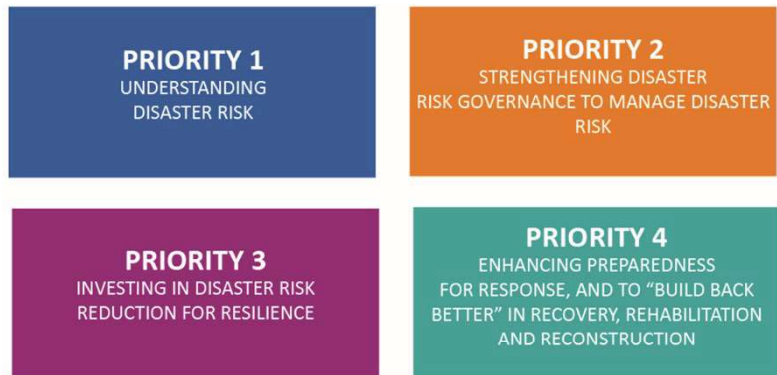 PRIORITY 1
UNDERSTANDING
DISASTER RISK
PRIORITY 2
STRENGTHENING DISASTER
RISK GOVERNANCE TO MANAGE DISASTER
RISK
PRIORITY 3
INVESTING IN DISASTER RISK
REDUCTION FOR RESILIENCE
PRIORITY 4
ENHANCING PREPAREDNESS
FOR RESPONSE, AND TO “BUILD BACK
BETTER” IN RECOVERY, REHABILITATION
AND RECONSTRUCTION